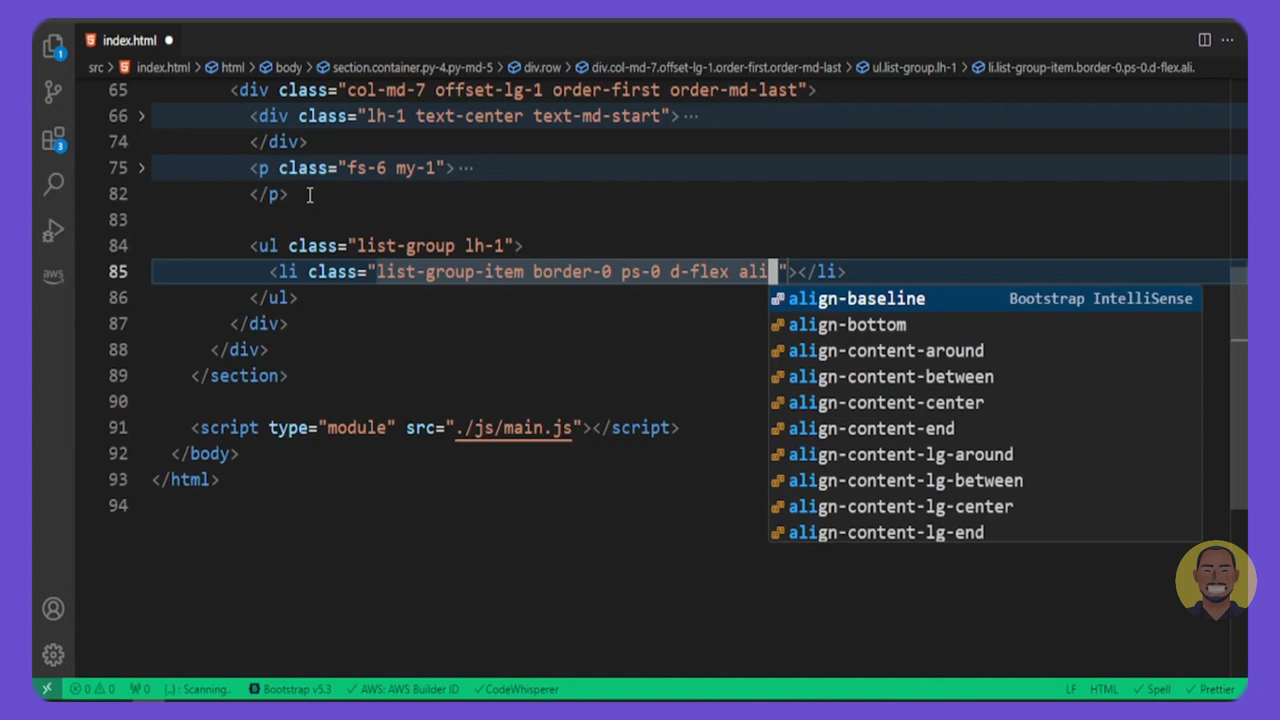 index.html
src index.html html body section.container.py-4.py-md-5 div.row div.col-md-7.offset-lg-1.order-first.order-md-last ul.list-group.lh-1 li.list-group-item.border-0.ps-0.d-flex.ali.
65 <div class="col-md-7 offset-lg-1 order-first order-md-last">
66 <div class="lh-1 text-center text-md-start"> ...
74 </div>
75 <p class="fs-6 my-1"> ...
82 </p>
83
84 <ul class="list-group lh-1">
85 <li class="list-group-item border-0 ps-0 d-flex ali"></li>
86 </ul>
align-baseline Bootstrap IntelliSense
87 </div>
align-bottom
88 </div>
align-content-around
89 </section>
align-content-between
90
align-content-center
91 <script type="module" src="./js/main.js"></script>
align-content-end
92 </body>
align-content-lg-around
93 </html>
align-content-lg-between
94
align-content-lg-center
align-content-lg-end
1
3
aws
0 0 0 {..} : Scanning.. Bootstrap v5.3 AWS: AWS Builder ID CodeWhisperer LF HTML Spell Prettier